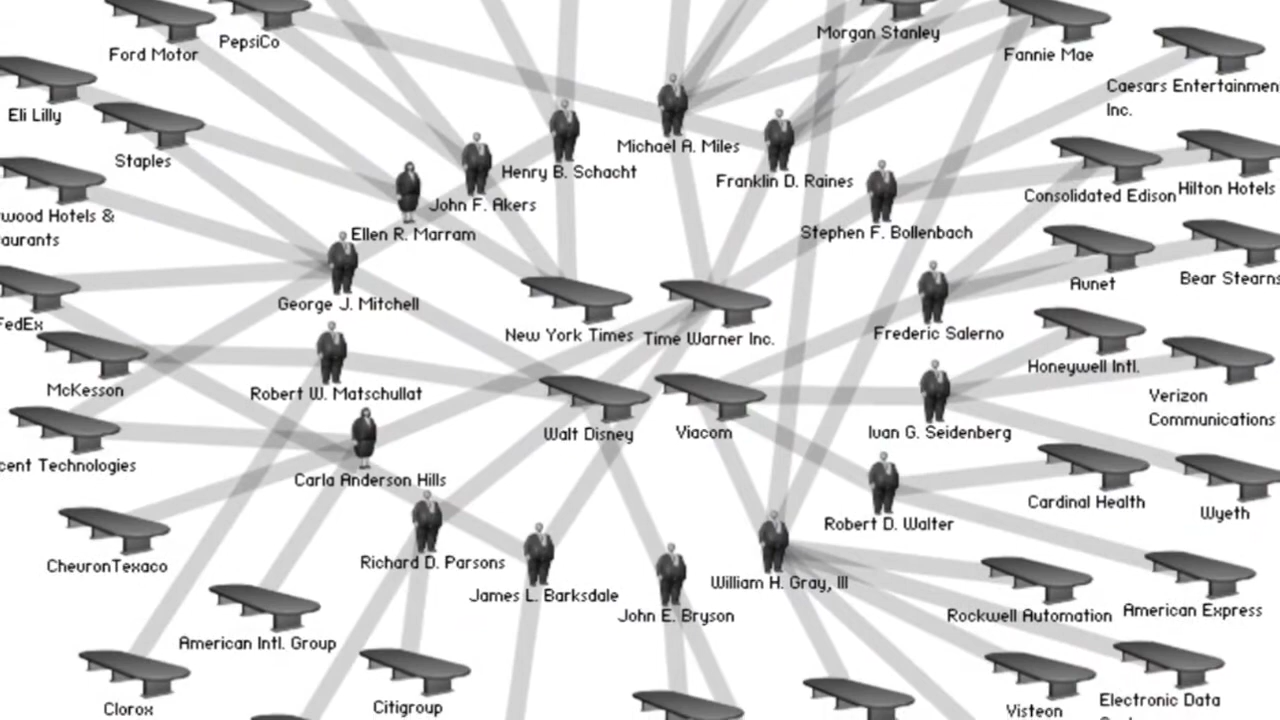 Ford Motor
PepsiCo
Morgan Stanley
Fannie Mae
Caesars Entertainmen
Inc.
Eli Lilly
Staples
Michael A. Miles
Henry B. Schacht
Franklin D. Raines
Consolidated Edison
Hilton Hotels
wood Hotels &
aurants
John F. Akers
Ellen R. Marram
Stephen F. Bollenbach
Avnet
Bear Stearns
George J. Mitchell
FedEx
New York Times
Time Warner Inc.
Frederic Salerno
Honeywell Intl.
McKesson
Robert W. Matschullat
Verizon
Communications
Walt Disney
Viacom
Ivan G. Seidenberg
cent Technologies
Carla Anderson Hills
Cardinal Health
Wyeth
Robert D. Walter
ChevronTexaco
Richard D. Parsons
James L. Barksdale
William H. Gray, III
John E. Bryson
Rockwell Automation
American Express
American Intl. Group
Clorox
Citigroup
Visteon
Electronic Data